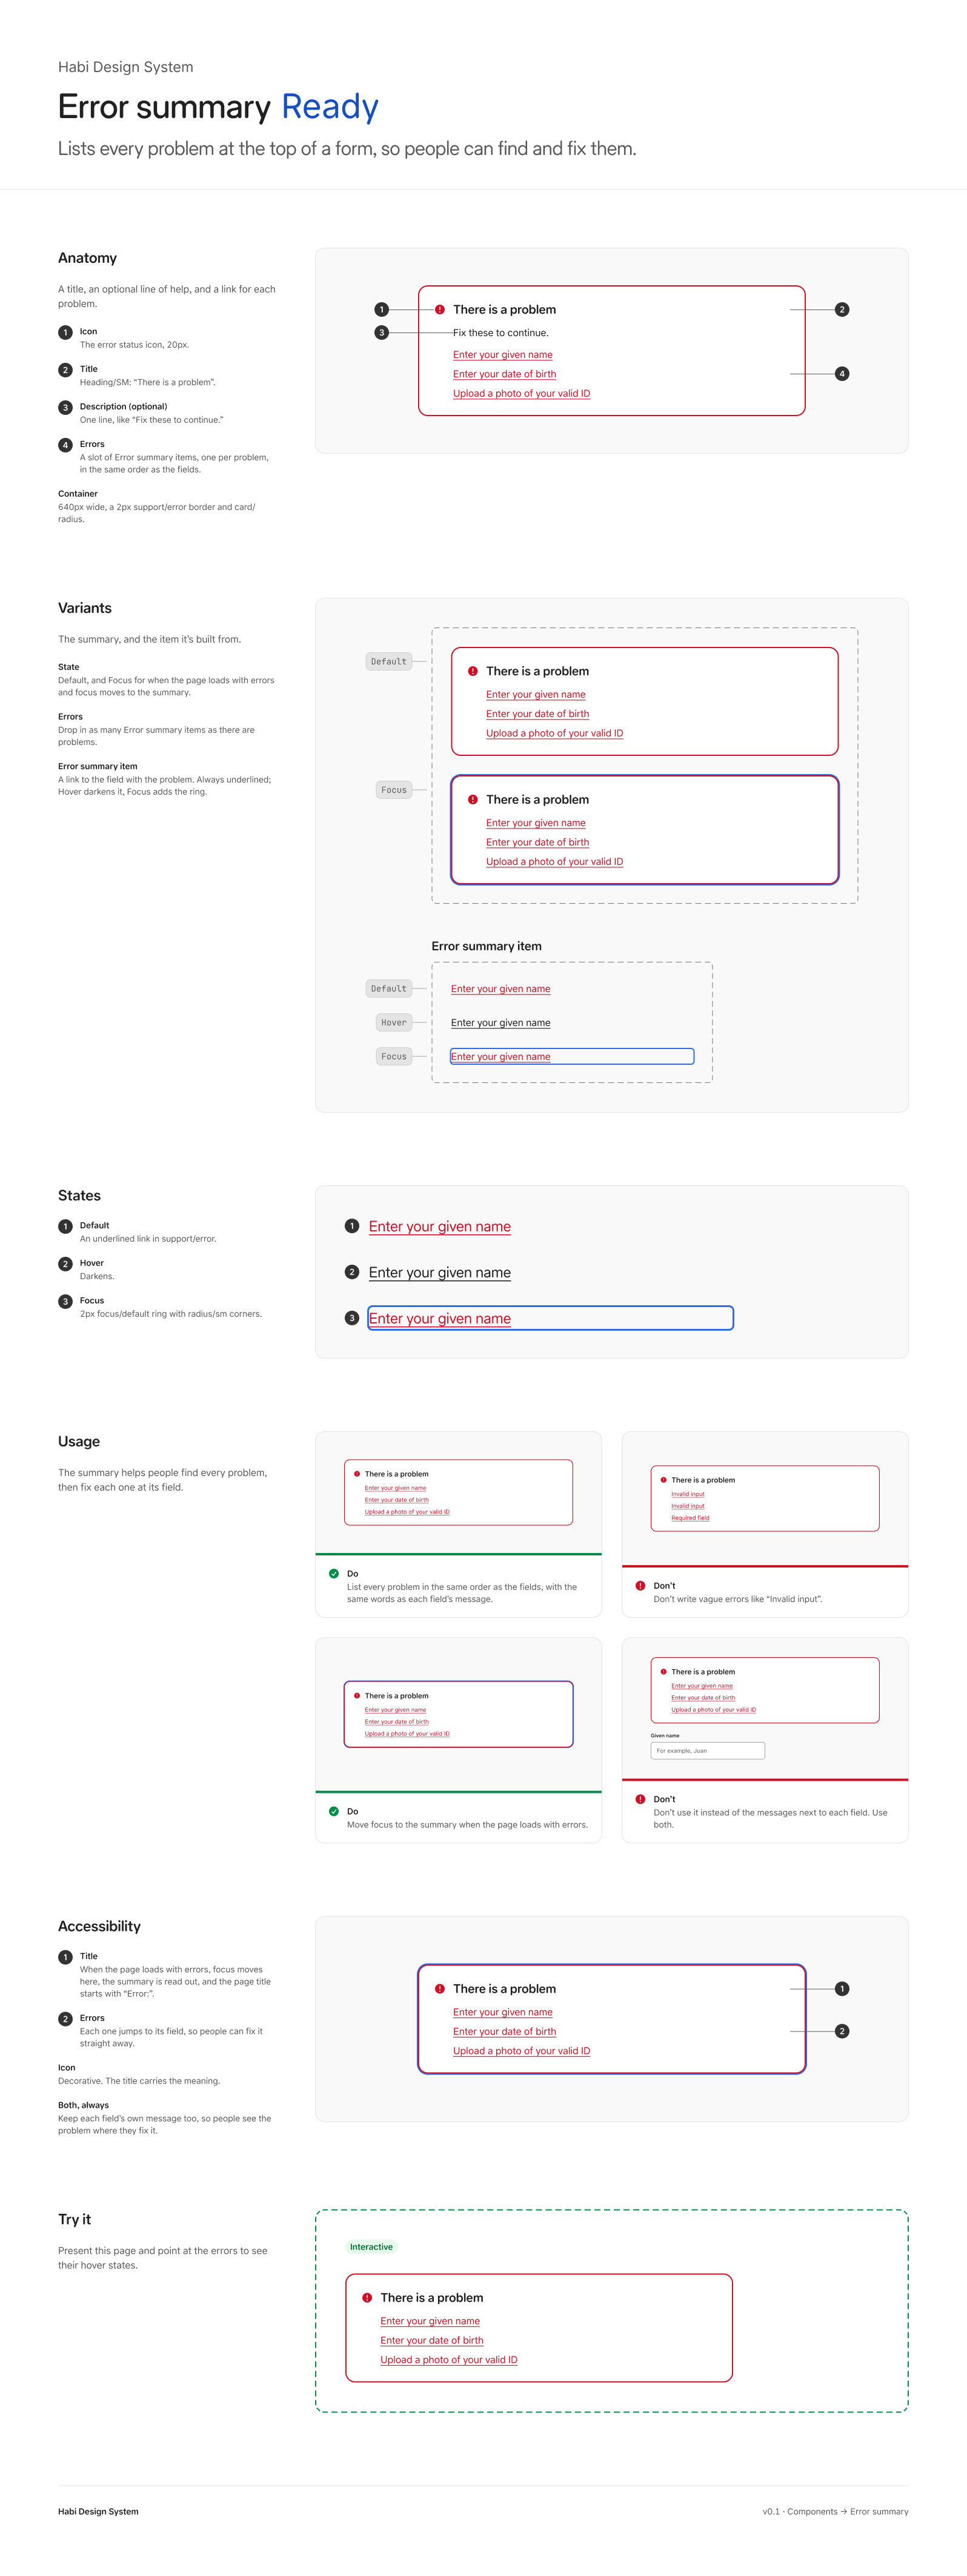 Habi Design System
Error summary Ready
Lists every problem at the top of a form, so people can find and fix them.
Anatomy
A title, an optional line of help, and a link for each
problem.
1 Icon
The error status icon, 20px.
2 Title
Heading/SM: “There is a problem”.
3 Description (optional)
One line, like “Fix these to continue.”
4 Errors
A slot of Error summary items, one per problem,
in the same order as the fields.
Container
640px wide, a 2px support/error border and card/
radius.
1 There is a problem 2
3 Fix these to continue.
Enter your given name
Enter your date of birth 4
Upload a photo of your valid ID
Variants
The summary, and the item it’s built from.
State
Default, and Focus for when the page loads with errors
and focus moves to the summary.
Errors
Drop in as many Error summary items as there are
problems.
Error summary item
A link to the field with the problem. Always underlined;
Hover darkens it, Focus adds the ring.
Default
There is a problem
Enter your given name
Enter your date of birth
Upload a photo of your valid ID
Focus
There is a problem
Enter your given name
Enter your date of birth
Upload a photo of your valid ID
Error summary item
Default Enter your given name
Hover Enter your given name
Focus Enter your given name
States
1 Default
An underlined link in support/error.
2 Hover
Darkens.
3 Focus
2px focus/default ring with radius/sm corners.
1 Enter your given name
2 Enter your given name
3 Enter your given name
Usage
The summary helps people find every problem,
then fix each one at its field.
There is a problem
Enter your given name
Enter your date of birth
Upload a photo of your valid ID
Do
List every problem in the same order as the fields, with the
same words as each field’s message.
There is a problem
Invalid input
Invalid input
Required field
Don’t
Don’t write vague errors like “Invalid input”.
There is a problem
Enter your given name
Enter your date of birth
Upload a photo of your valid ID
Do
Move focus to the summary when the page loads with errors.
There is a problem
Enter your given name
Enter your date of birth
Upload a photo of your valid ID
Given name
For example, Juan
Don’t
Don’t use it instead of the messages next to each field. Use
both.
Accessibility
1 Title
When the page loads with errors, focus moves
here, the summary is read out, and the page title
starts with “Error:”.
2 Errors
Each one jumps to its field, so people can fix it
straight away.
Icon
Decorative. The title carries the meaning.
Both, always
Keep each field’s own message too, so people see the
problem where they fix it.
There is a problem 1
Enter your given name
Enter your date of birth 2
Upload a photo of your valid ID
Try it
Present this page and point at the errors to see
their hover states.
Interactive
There is a problem
Enter your given name
Enter your date of birth
Upload a photo of your valid ID
Habi Design System
v0.1 · Components → Error summary